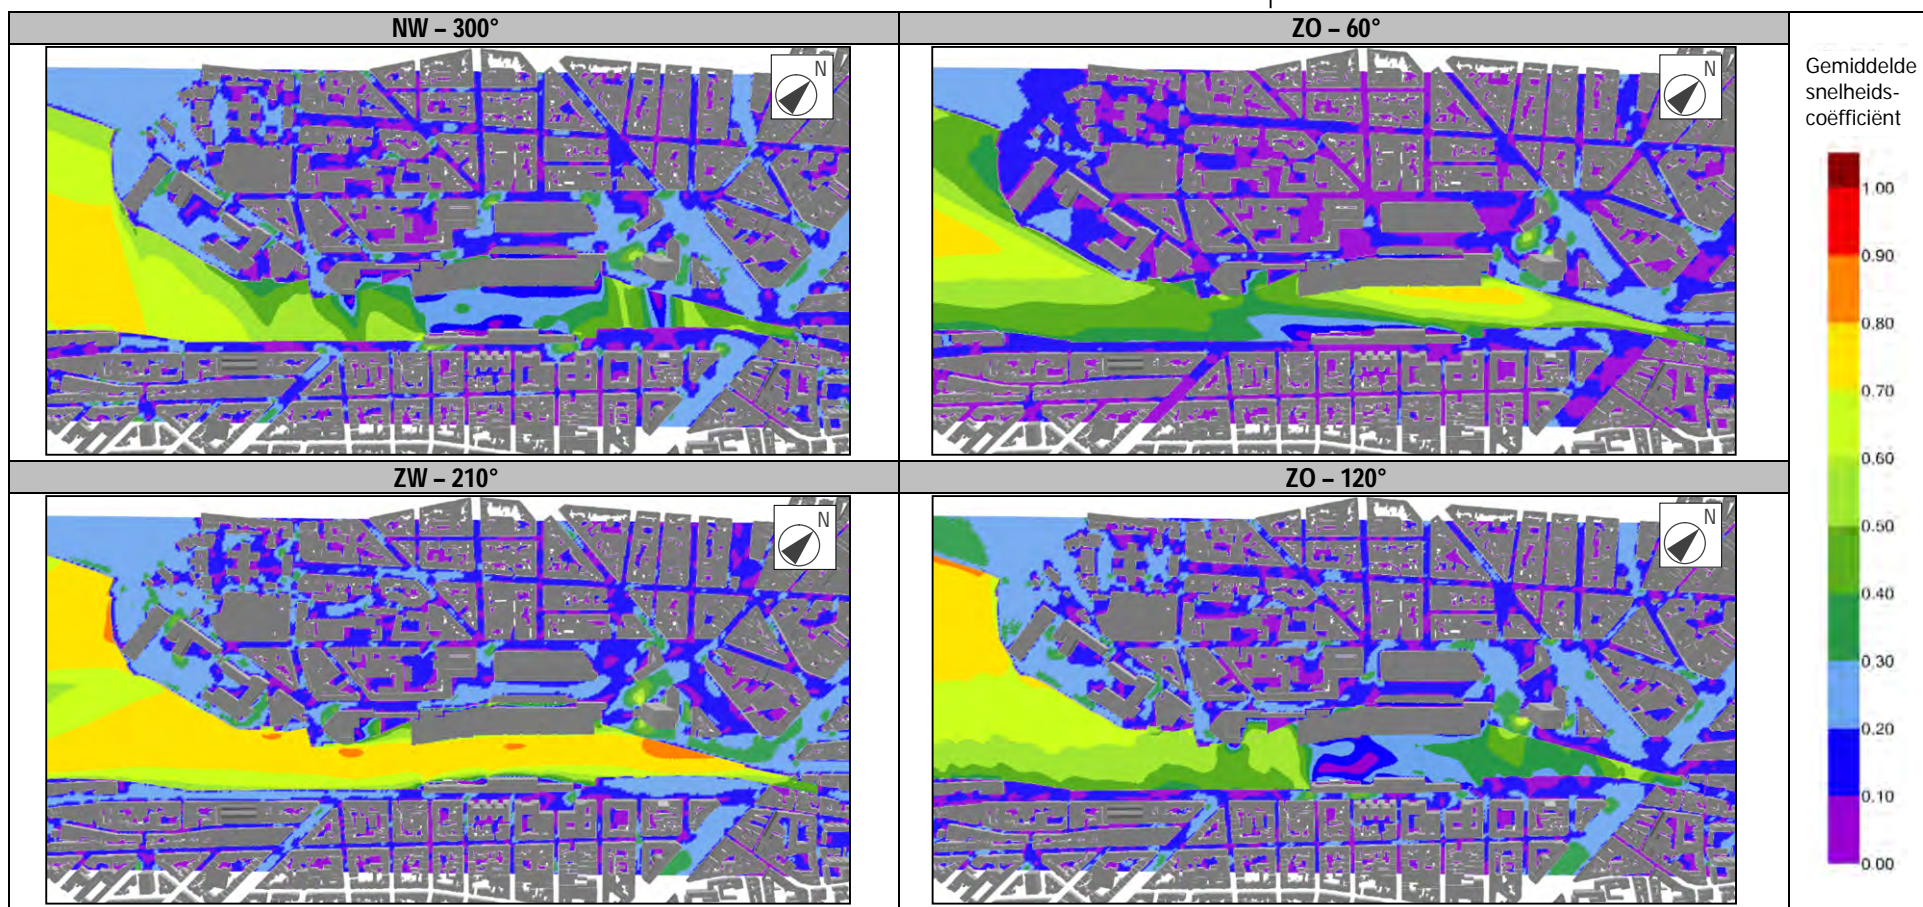 NW – 300°
ZO – 60°
N
N
Gemiddelde
snelheids-
coëfficiënt
1.00
0.90
0.80
0.70
0.60
0.50
0.40
0.30
0.20
0.10
0.00
ZW – 210°
ZO – 120°
N
N